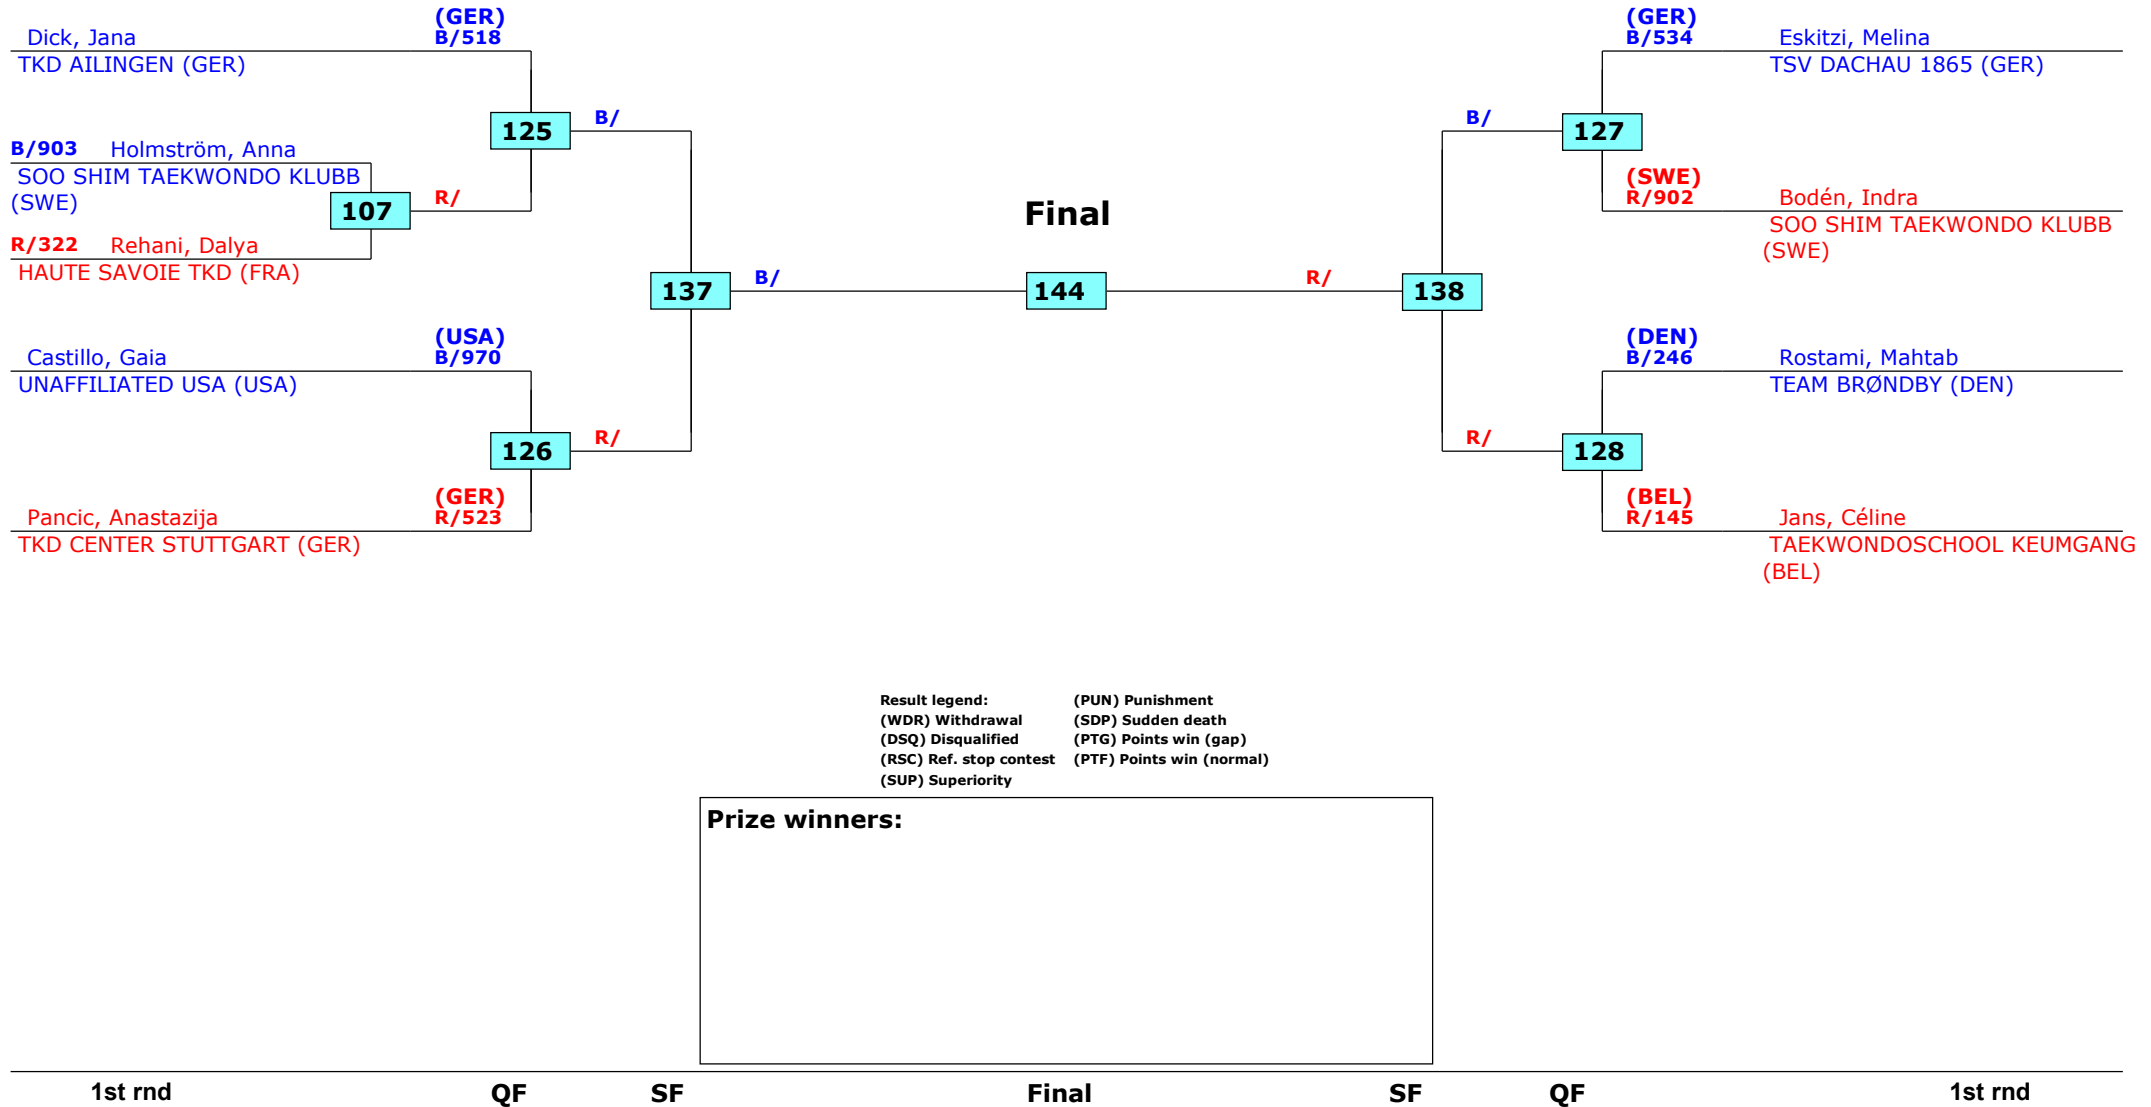 (GER)
B/518
Dick, Jana
TKD AILINGEN (GER)
125
B/
B/903 Holmström, Anna
SOO SHIM TAEKWONDO KLUBB
(SWE)
107
R/
R/322 Rehani, Dalya
HAUTE SAVOIE TKD (FRA)
137
B/
(USA)
B/970
Castillo, Gaia
UNAFFILIATED USA (USA)
126
R/
(GER)
R/523
Pancic, Anastazija
TKD CENTER STUTTGART (GER)
Final
144
R/
138
(GER)
B/534
Eskitzi, Melina
TSV DACHAU 1865 (GER)
B/
127
(SWE)
R/902
Bodén, Indra
SOO SHIM TAEKWONDO KLUBB
(SWE)
(DEN)
B/246
Rostami, Mahtab
TEAM BRØNDBY (DEN)
R/
128
(BEL)
R/145
Jans, Céline
TAEKWONDOSCHOOL KEUMGANG
(BEL)
Result legend: (PUN) Punishment
(WDR) Withdrawal (SDP) Sudden death
(DSQ) Disqualified (PTG) Points win (gap)
(RSC) Ref. stop contest (PTF) Points win (normal)
(SUP) Superiority
Prize winners:
1st rnd QF SF Final SF QF 1st rnd